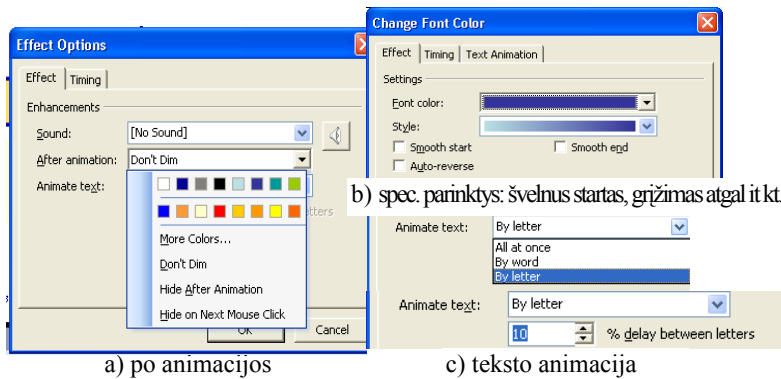 Effect Options
Effect Timing
Enhancements
Sound: [No Sound]
After animation: Don't Dim
Animate text:
More Colors...
Don't Dim
Hide After Animation
Hide on Next Mouse Click
OK Cancel
a) po animacijos
Change Font Color
Effect Timing Text Animation
Settings
Font color:
Style:
Smooth start Smooth end
Auto-reverse
b) spec. parinktys: švelnus startas, grįžimas atgal it kt.
Animate text: By letter
All at once
By word
By letter
Animate text: By letter
10 % delay between letters
c) teksto animacija